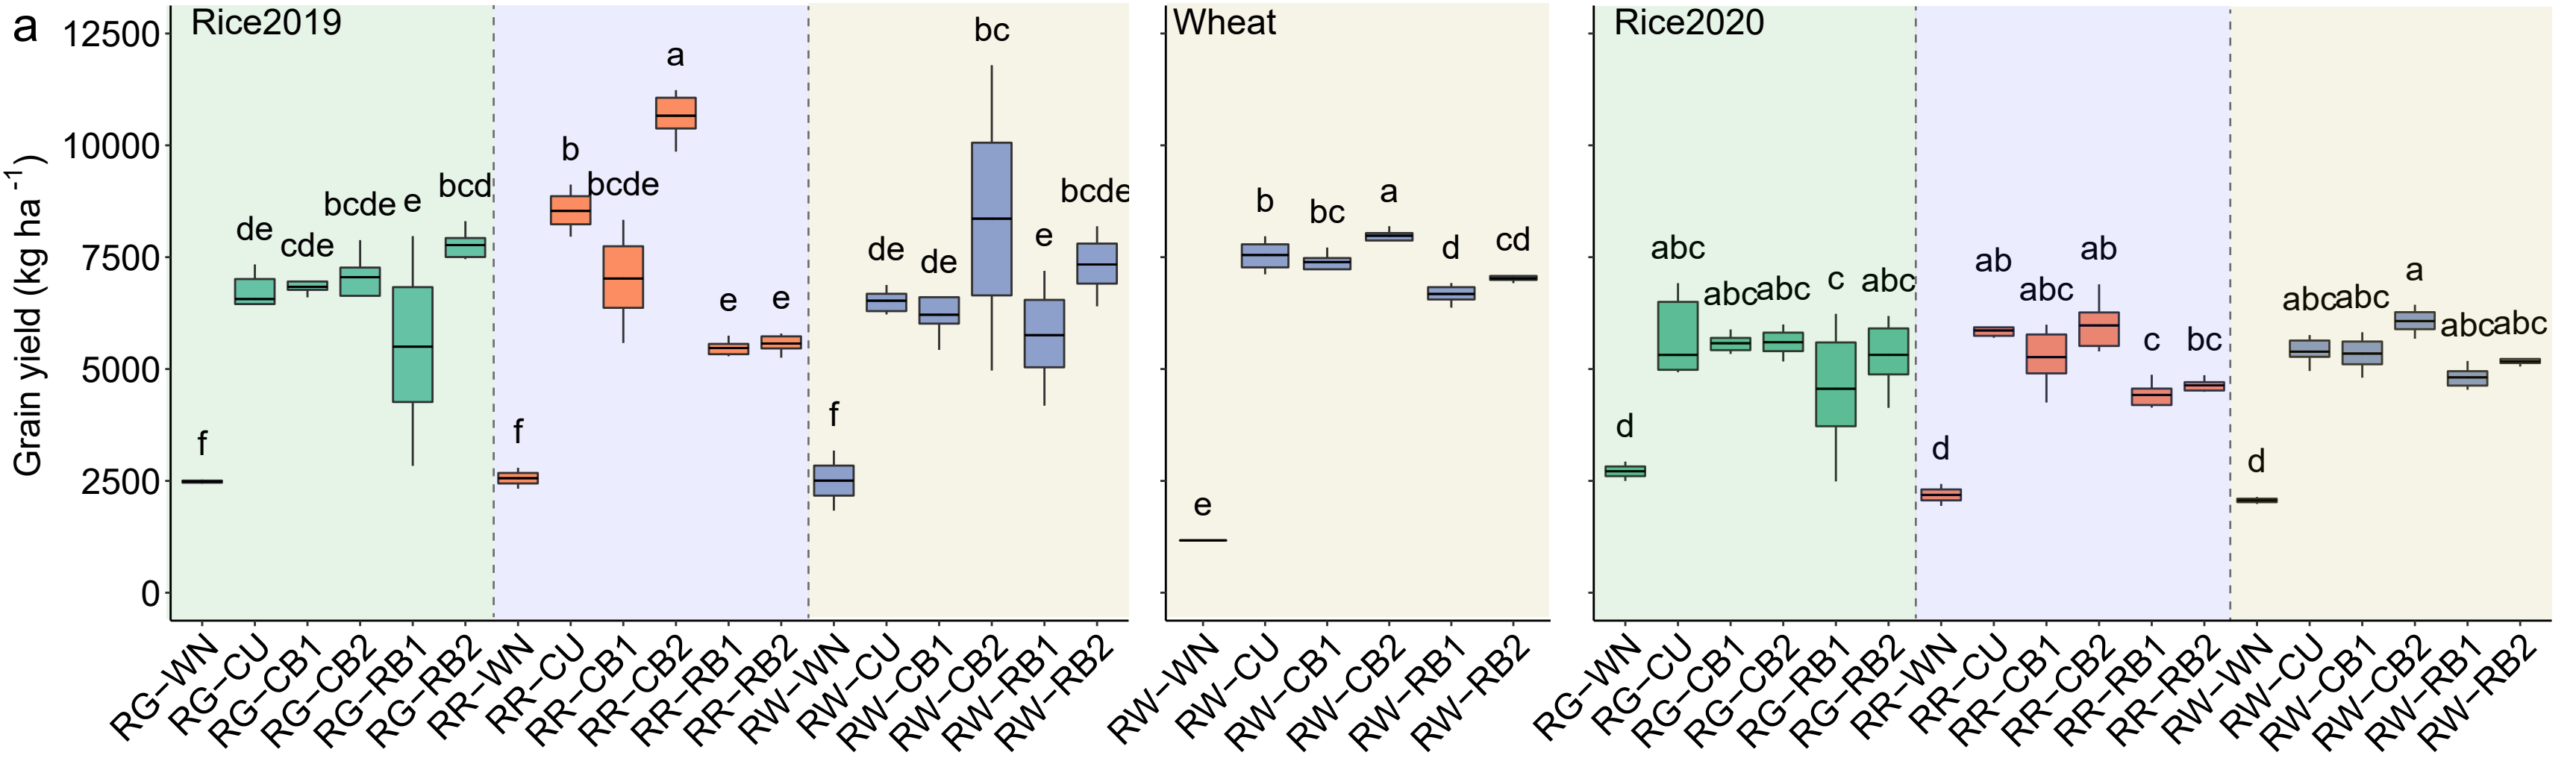 a
Grain yield (kg ha⁻¹)
12500
10000
7500
5000
2500
0
Rice2019
f
de
cde
bcde
e
bcd
f
b
bcde
a
e
e
f
de
de
bc
e
bcde
RG−WN
RG−CU
RG−CB1
RG−CB2
RG−RB1
RG−RB2
RR−WN
RR−CU
RR−CB1
RR−CB2
RR−RB1
RR−RB2
RW−WN
RW−CU
RW−CB1
RW−CB2
RW−RB1
RW−RB2
Wheat
e
b
bc
a
d
cd
RW−WN
RW−CU
RW−CB1
RW−CB2
RW−RB1
RW−RB2
Rice2020
d
abc
abc
abc
c
abc
d
ab
abc
ab
c
bc
d
abc
abc
a
abc
abc
RG−WN
RG−CU
RG−CB1
RG−CB2
RG−RB1
RG−RB2
RR−WN
RR−CU
RR−CB1
RR−CB2
RR−RB1
RR−RB2
RW−WN
RW−CU
RW−CB1
RW−CB2
RW−RB1
RW−RB2